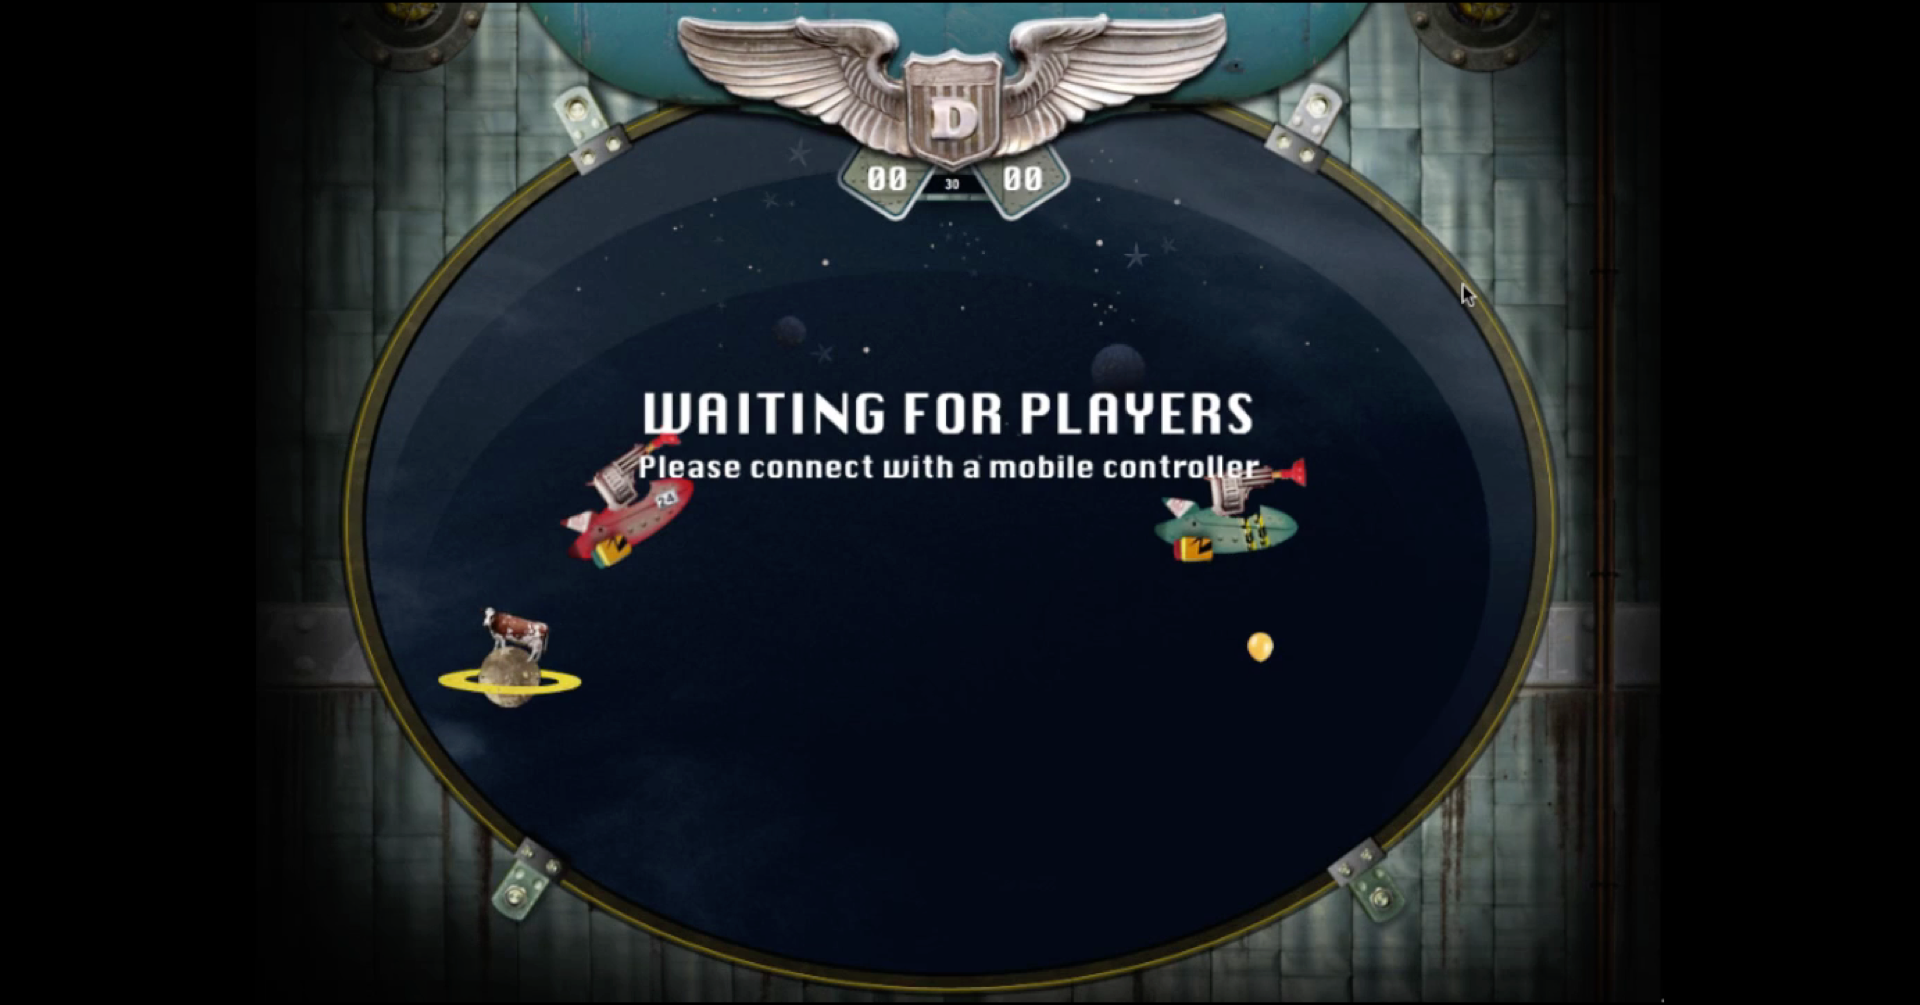 D
00 30 00
WAITING FOR PLAYERS
Please connect with a mobile controller
24